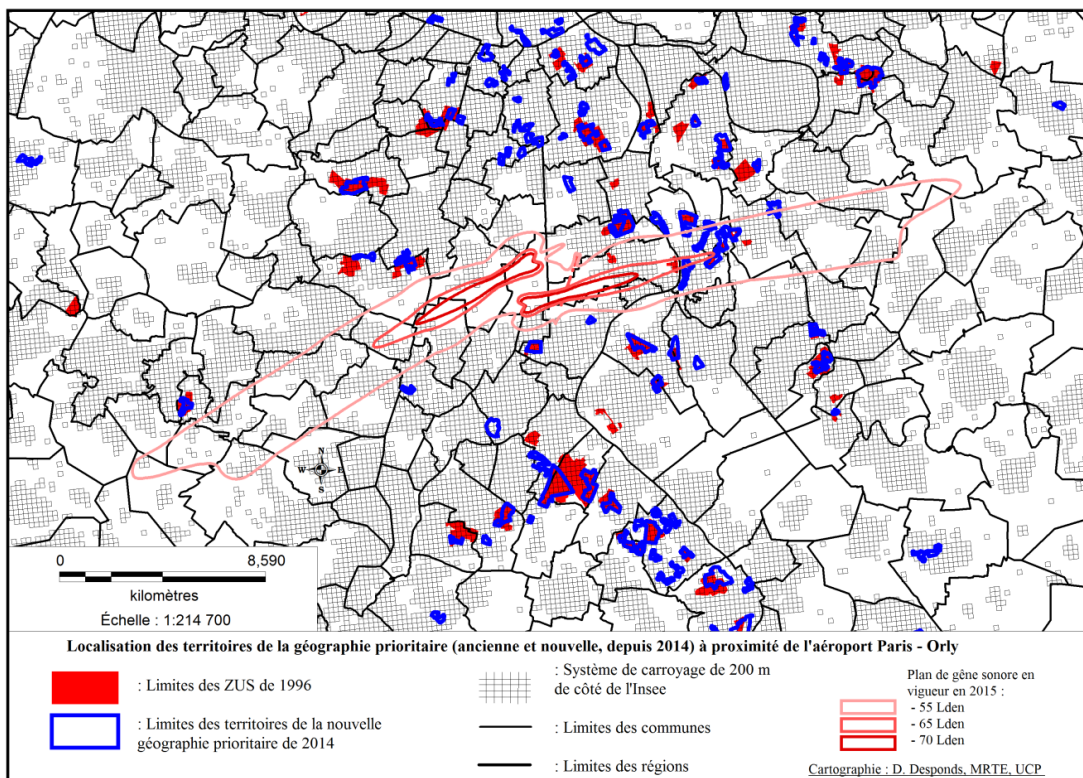 N
W E
S
0 8,590
kilomètres
Échelle : 1:214 700
Localisation des territoires de la géographie prioritaire (ancienne et nouvelle, depuis 2014) à proximité de l'aéroport Paris - Orly
: Limites des ZUS de 1996
: Limites des territoires de la nouvelle
géographie prioritaire de 2014
: Système de carroyage de 200 m
de côté de l'Insee
: Limites des communes
: Limites des régions
Plan de gêne sonore en
vigueur en 2015 :
- 55 Lden
- 65 Lden
- 70 Lden
Cartographie : D. Desponds, MRTE, UCP